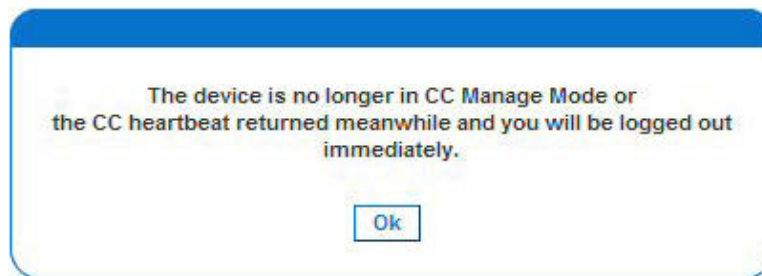 The device is no longer in CC Manage Mode or
the CC heartbeat returned meanwhile and you will be logged out
immediately.
Ok